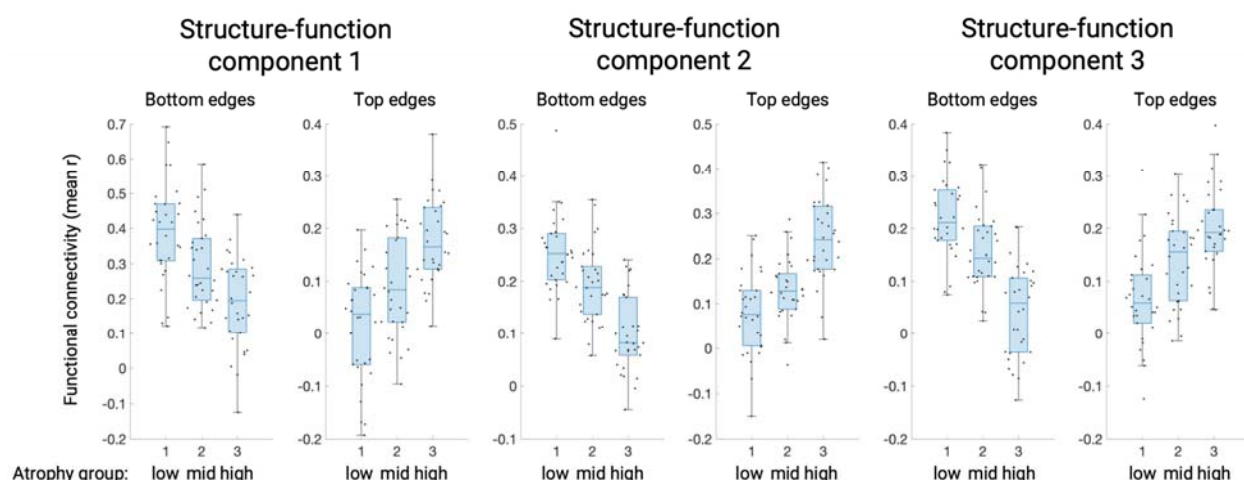 Structure-function
component 1
Structure-function
component 2
Structure-function
component 3
Bottom edges
Top edges
Bottom edges
Top edges
Bottom edges
Top edges
Functional connectivity (mean r)
0.7
0.6
0.5
0.4
0.3
0.2
0.1
0
-0.1
-0.2
0.4
0.3
0.2
0.1
0
-0.1
-0.2
0.5
0.4
0.3
0.2
0.1
0
-0.1
0.5
0.4
0.3
0.2
0.1
0
-0.1
-0.2
0.4
0.3
0.2
0.1
0
-0.1
-0.2
0.4
0.3
0.2
0.1
0
-0.1
-0.2
1 2 3
1 2 3
1 2 3
1 2 3
1 2 3
1 2 3
Atrophy group:
low mid high
low mid high
low mid high
low mid high
low mid high
low mid high